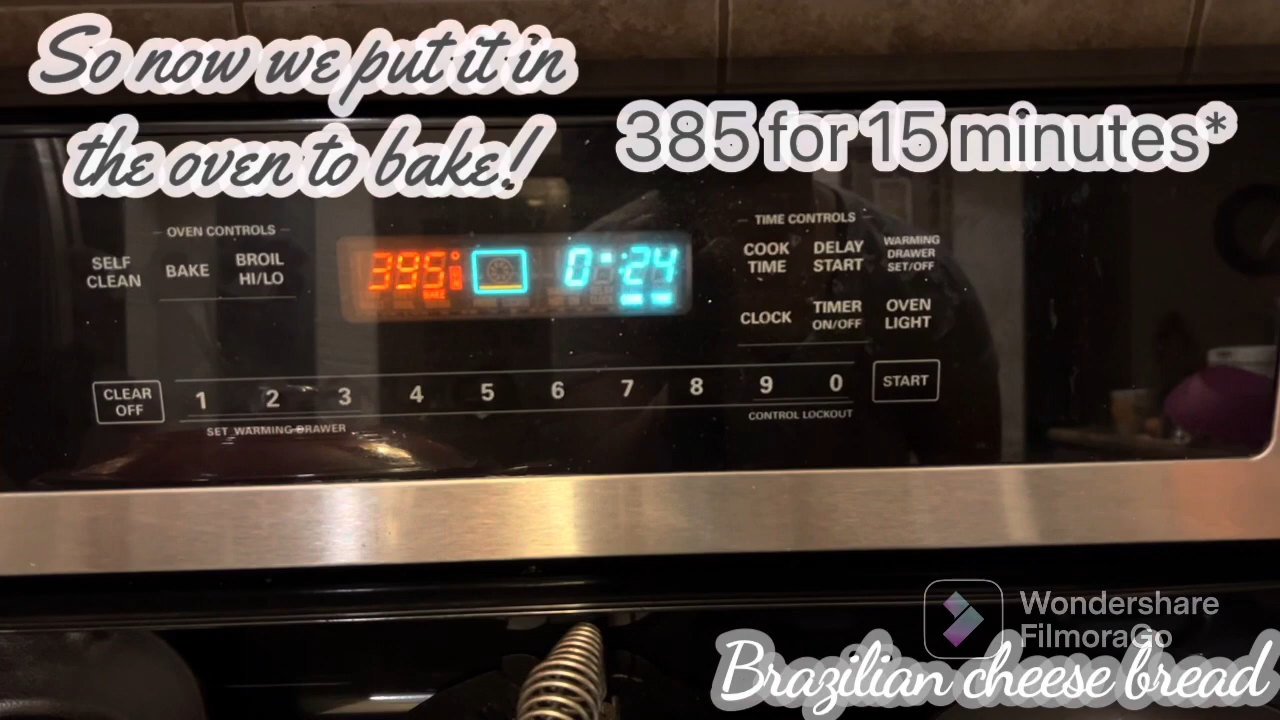 So now we put it in
the oven to bake!
385 for 15 minutes*
OVEN CONTROLS
SELF
CLEAN
BAKE
BROIL
HI/LO
395°
BAKE
0:24
TIME CONTROLS
COOK
TIME
DELAY
START
WARMING
DRAWER
SET/OFF
CLOCK
TIMER
ON/OFF
OVEN
LIGHT
CLEAR
OFF
1 2 3 4 5 6 7 8 9 0
START
SET WARMING DRAWER
CONTROL LOCKOUT
Wondershare
FilmoraGo
Brazilian cheese bread